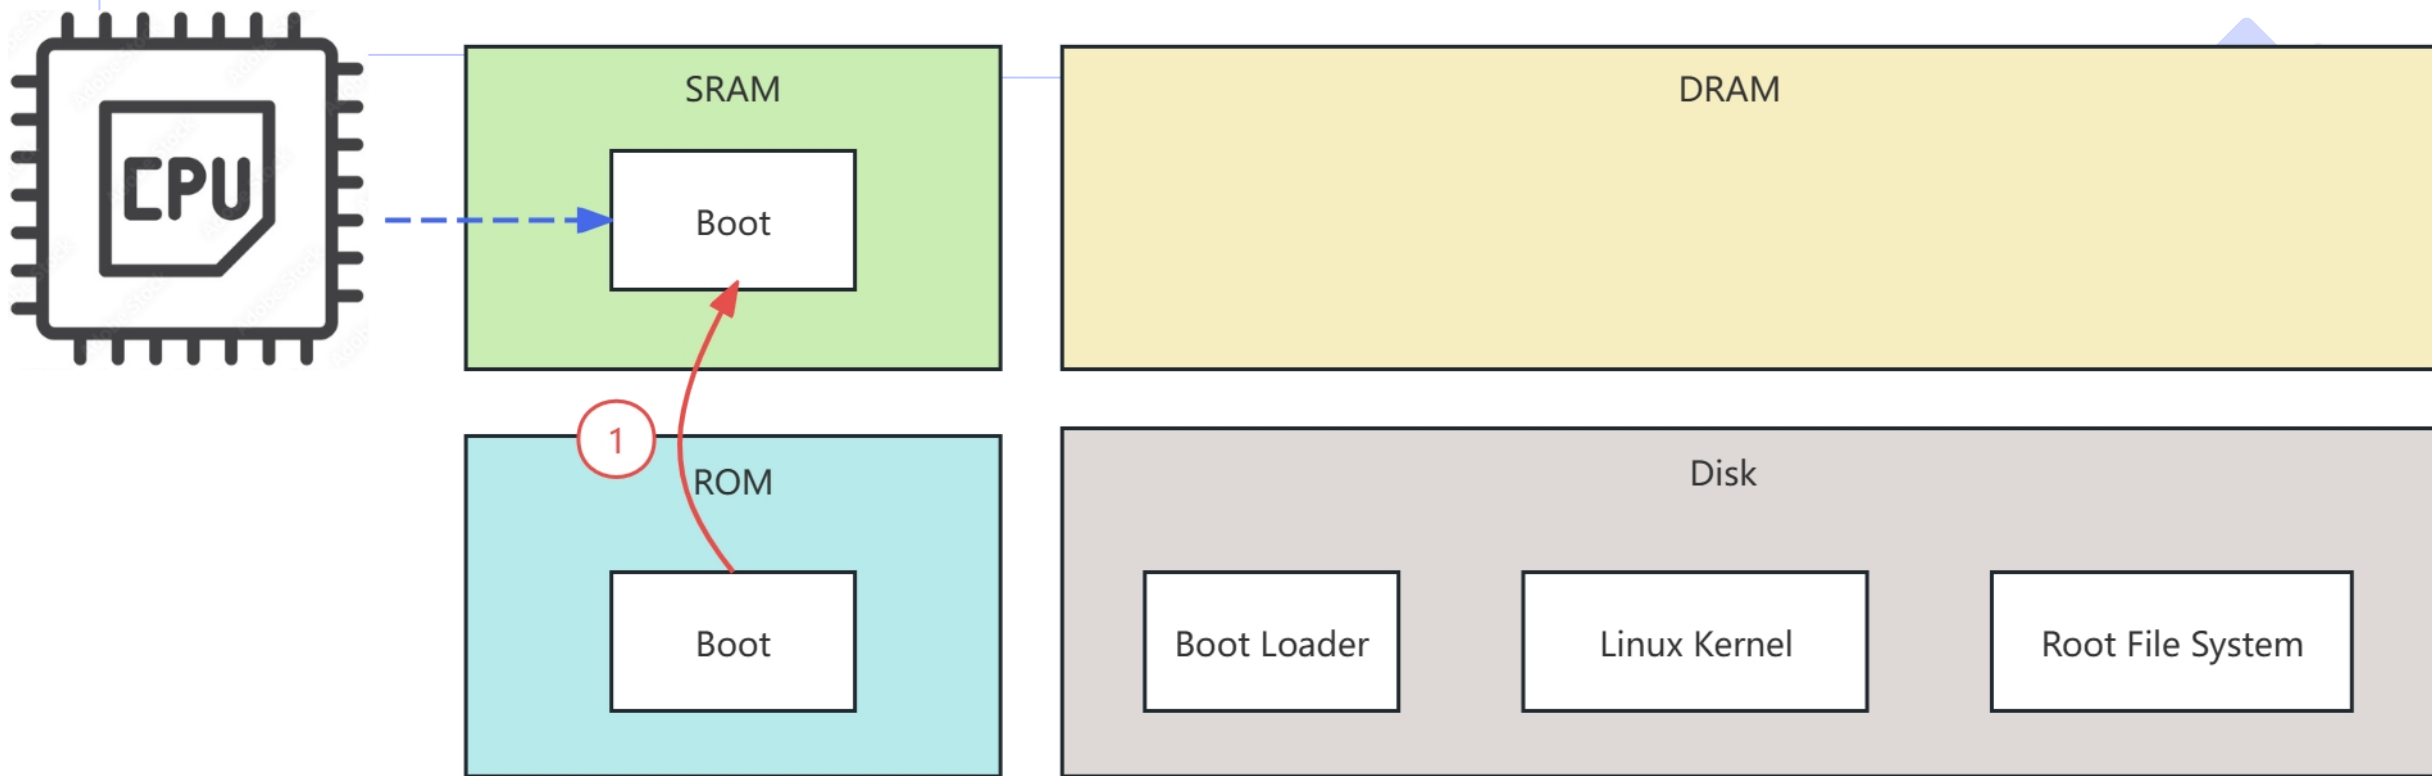 CPU
SRAM
Boot
DRAM
1
ROM
Boot
Disk
Boot Loader
Linux Kernel
Root File System